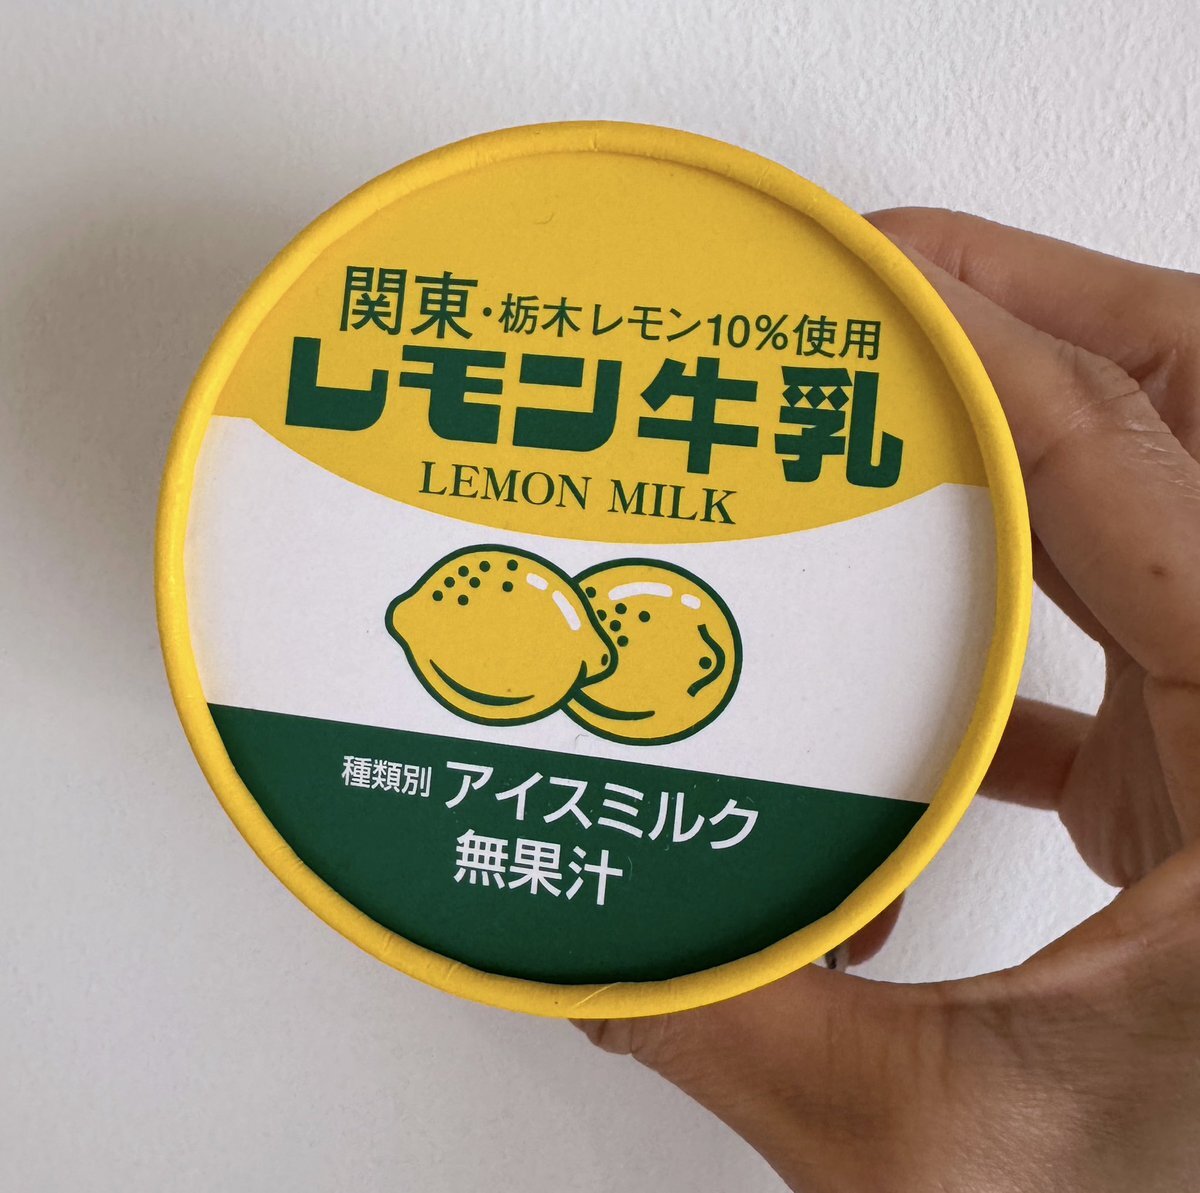 関東・栃木レモン10%使用
レモン牛乳
LEMON MILK
種類別 アイスミルク
無果汁